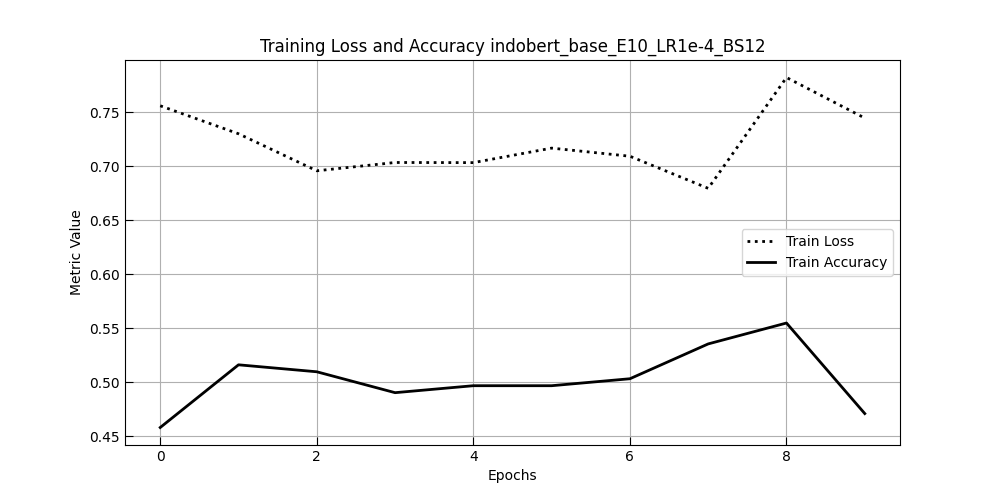 Training Loss and Accuracy indobert_base_E10_LR1e-4_BS12
Metric Value
0.75
0.70
0.65
0.60
0.55
0.50
0.45
Train Loss
Train Accuracy
0 2 4 6 8
Epochs